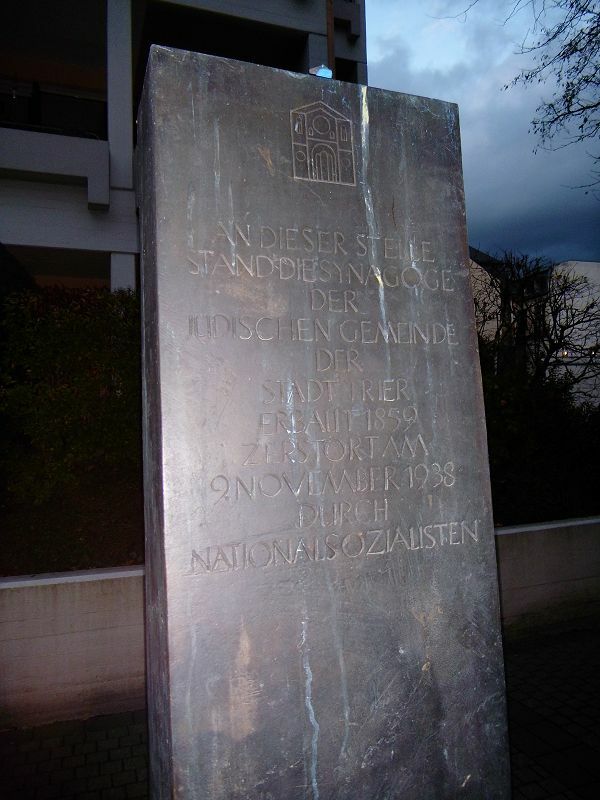 AN DIESER STELLE
STAND DIE SYNAGOGE
DER
JÜDISCHEN GEMEINDE
DER
STADT TRIER
ERBAUT 1859
ZERSTÖRT AM
9. NOVEMBER 1938
DURCH
NATIONALSOZIALISTEN